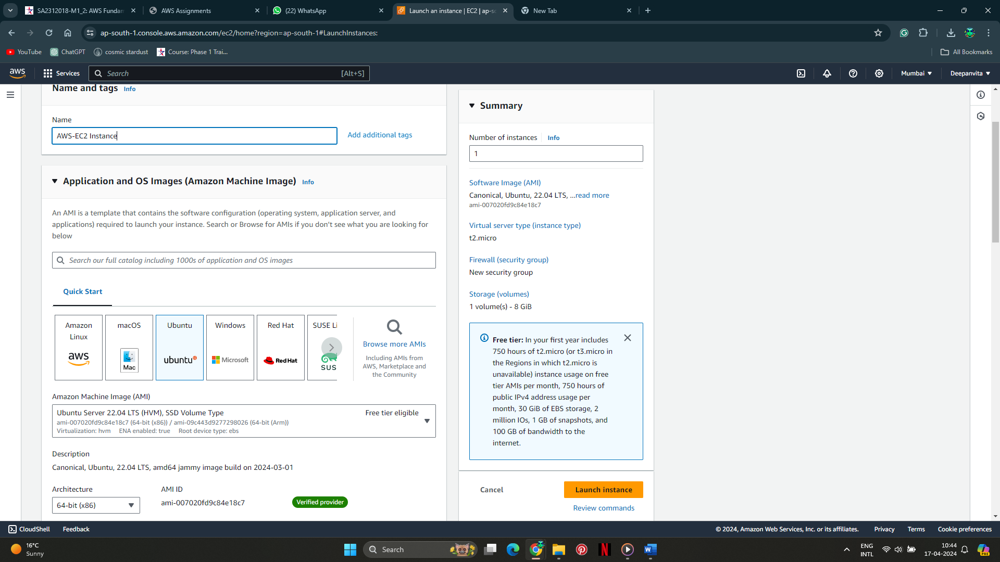 SA2312018-M1_2: AWS Fundam
AWS Assignments
(22) WhatsApp
Launch an instance | EC2 | ap-so
New Tab
ap-south-1.console.aws.amazon.com/ec2/home?region=ap-south-1#LaunchInstances:
YouTube
ChatGPT
cosmic stardust
Course: Phase 1 Trai...
All Bookmarks
aws
Services
Search
[Alt+S]
Mumbai
Deepanvita
Name and tags Info
Name
AWS-EC2 Instance
Add additional tags
Application and OS Images (Amazon Machine Image) Info
An AMI is a template that contains the software configuration (operating system, application server, and
applications) required to launch your instance. Search or Browse for AMIs if you don't see what you are looking for
below
Search our full catalog including 1000s of application and OS images
Quick Start
Amazon
Linux
aws
macOS
Mac
Ubuntu
ubuntu
Windows
Microsoft
Red Hat
Red Hat
SUSE Li
SUS
Browse more AMIs
Including AMIs from
AWS, Marketplace and
the Community
Amazon Machine Image (AMI)
Ubuntu Server 22.04 LTS (HVM), SSD Volume Type
Free tier eligible
ami-007020fd9c84e18c7 (64-bit (x86)) / ami-09c443d9277298026 (64-bit (Arm))
Virtualization: hvm ENA enabled: true Root device type: ebs
Description
Canonical, Ubuntu, 22.04 LTS, amd64 jammy image build on 2024-03-01
Architecture
64-bit (x86)
AMI ID
ami-007020fd9c84e18c7
Verified provider
Summary
Number of instances Info
1
Software Image (AMI)
Canonical, Ubuntu, 22.04 LTS, ...read more
ami-007020fd9c84e18c7
Virtual server type (instance type)
t2.micro
Firewall (security group)
New security group
Storage (volumes)
1 volume(s) - 8 GiB
Free tier: In your first year includes
750 hours of t2.micro (or t3.micro in
the Regions in which t2.micro is
unavailable) instance usage on free
tier AMIs per month, 750 hours of
public IPv4 address usage per
month, 30 GiB of EBS storage, 2
million IOs, 1 GB of snapshots, and
100 GB of bandwidth to the
internet.
Cancel
Launch instance
Review commands
CloudShell
Feedback
© 2024, Amazon Web Services, Inc. or its affiliates.
Privacy
Terms
Cookie preferences
16°C
Sunny
Search
ENG
INTL
10:44
17-04-2024
PRE